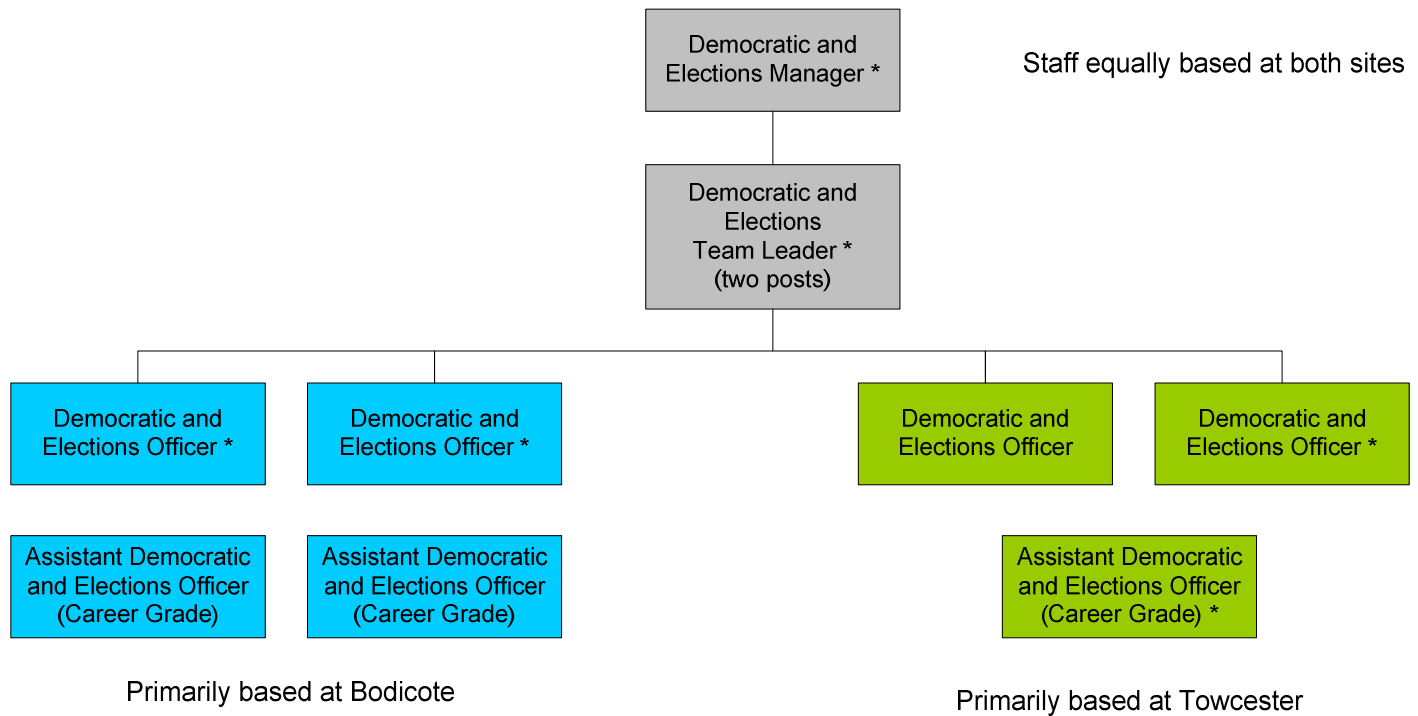 Democratic and
Elections Manager *
Staff equally based at both sites
Democratic and
Elections
Team Leader *
(two posts)
Democratic and
Elections Officer *
Democratic and
Elections Officer *
Democratic and
Elections Officer
Democratic and
Elections Officer *
Assistant Democratic
and Elections Officer
(Career Grade)
Assistant Democratic
and Elections Officer
(Career Grade)
Assistant Democratic
and Elections Officer
(Career Grade) *
Primarily based at Bodicote
Primarily based at Towcester